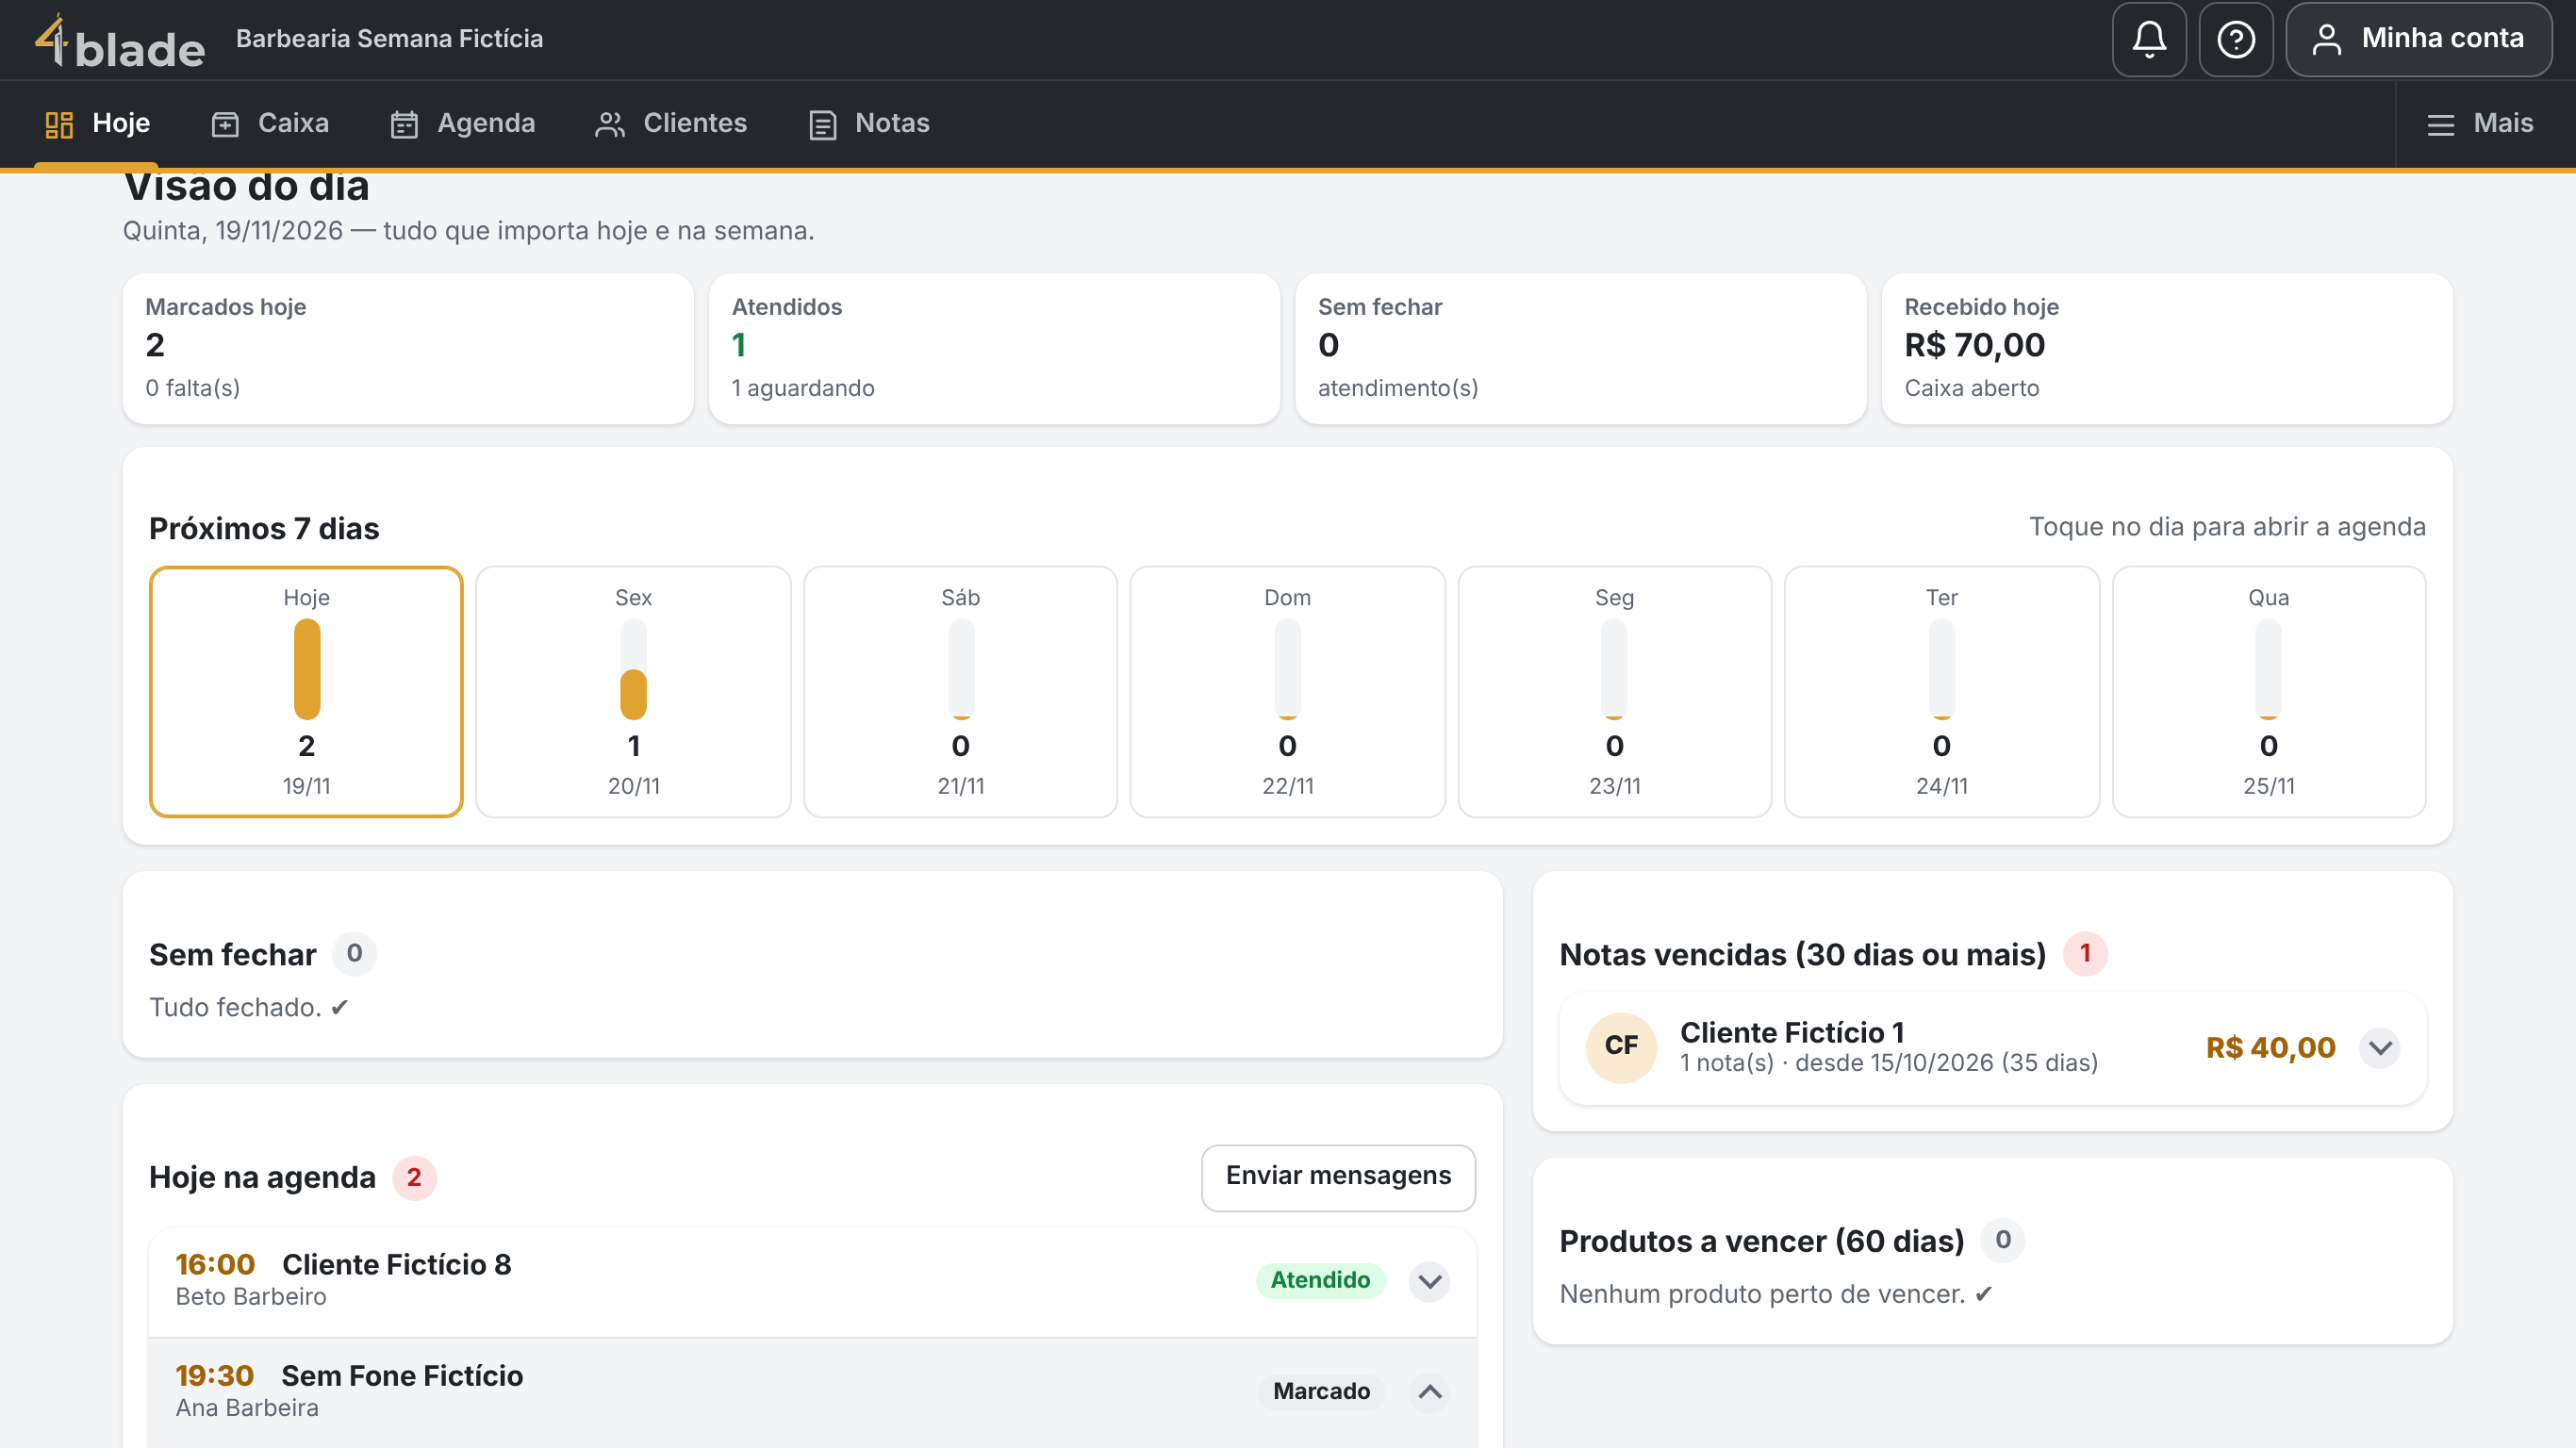 4blade
Barbearia Semana Fictícia
Minha conta
Hoje
Caixa
Agenda
Clientes
Notas
Mais
Visão do dia
Quinta, 19/11/2026 — tudo que importa hoje e na semana.
Marcados hoje
2
0 falta(s)
Atendidos
1
1 aguardando
Sem fechar
0
atendimento(s)
Recebido hoje
R$ 70,00
Caixa aberto
Próximos 7 dias
Toque no dia para abrir a agenda
Hoje
2
19/11
Sex
1
20/11
Sáb
0
21/11
Dom
0
22/11
Seg
0
23/11
Ter
0
24/11
Qua
0
25/11
Sem fechar 0
Tudo fechado. ✔
Hoje na agenda 2
Enviar mensagens
16:00 Cliente Fictício 8
Beto Barbeiro
Atendido
19:30 Sem Fone Fictício
Ana Barbeira
Marcado
Notas vencidas (30 dias ou mais) 1
CF
Cliente Fictício 1
1 nota(s) · desde 15/10/2026 (35 dias)
R$ 40,00
Produtos a vencer (60 dias) 0
Nenhum produto perto de vencer. ✔